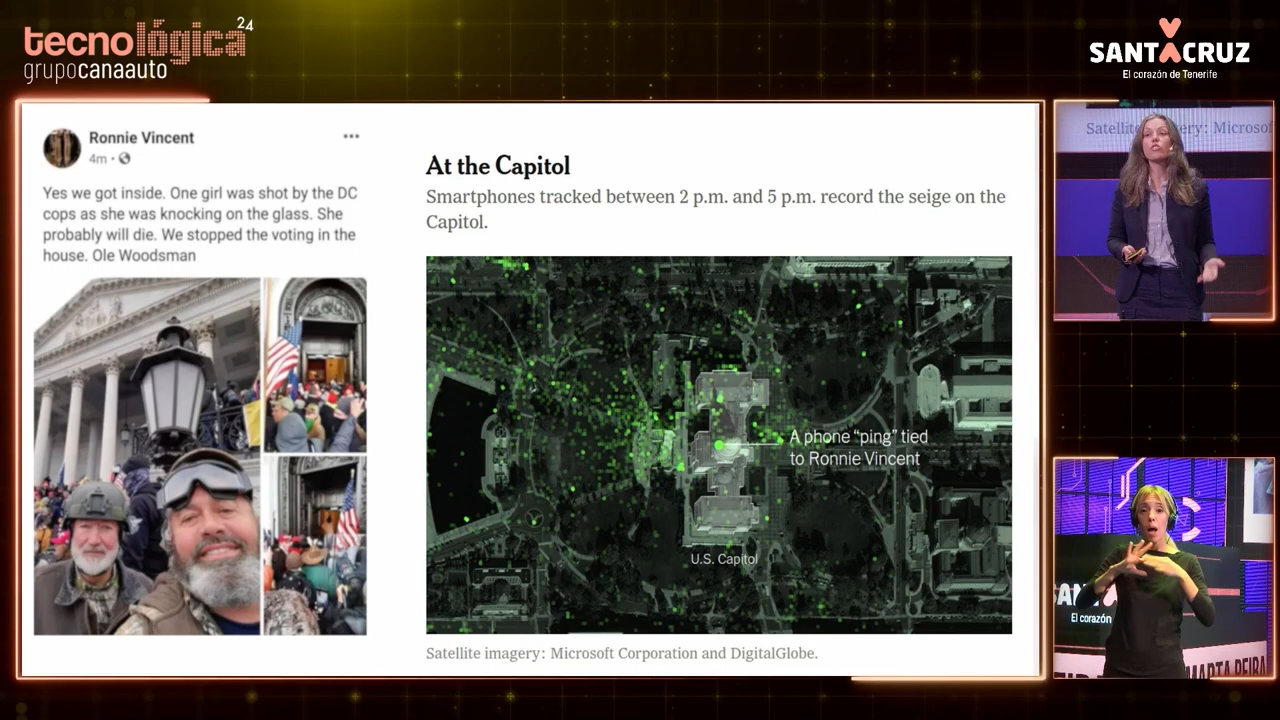 tecnológica24
grupocanaauto
SANTACRUZ
El corazón de Tenerife
Ronnie Vincent
4m
Yes we got inside. One girl was shot by the DC
cops as she was knocking on the glass. She
probably will die. We stopped the voting in the
house. Ole Woodsman
At the Capitol
Smartphones tracked between 2 p.m. and 5 p.m. record the seige on the
Capitol.
A phone “ping” tied
to Ronnie Vincent
U.S. Capitol
Satellite imagery: Microsoft Corporation and DigitalGlobe.
Satellite imagery: Microsof
SAN
El corazón